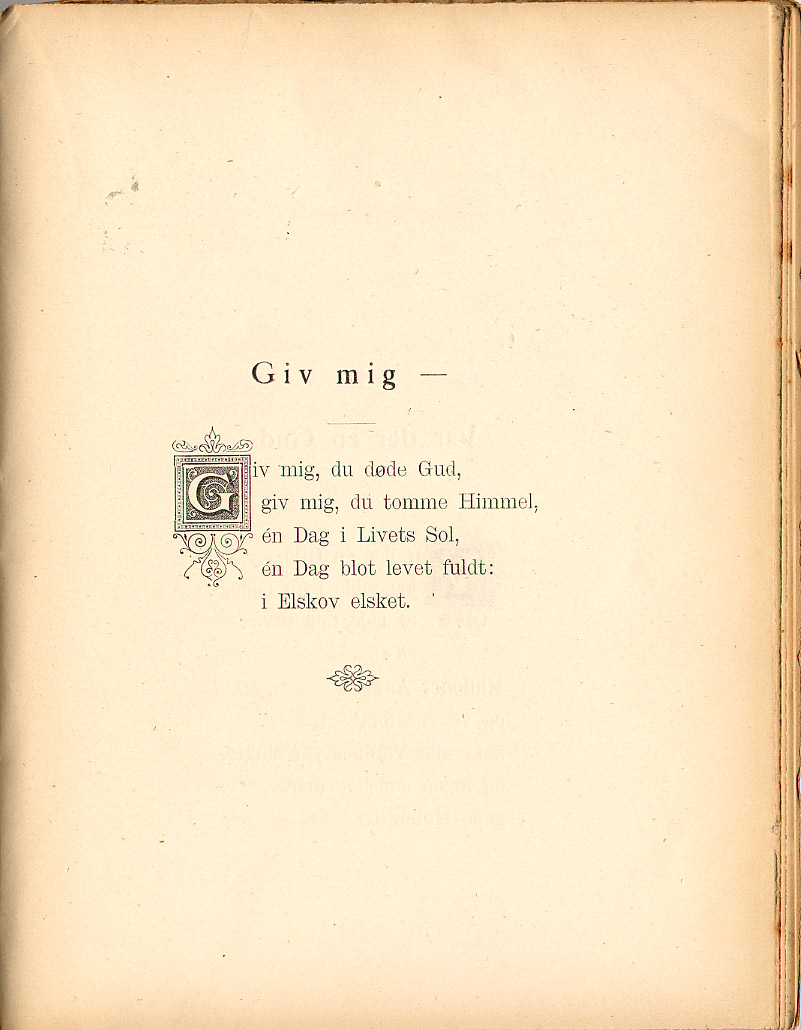 Giv mig —
Giv mig, du døde Gud,
giv mig, du tomme Himmel,
én Dag i Livets Sol,
én Dag blot levet fuldt:
i Elskov elsket.